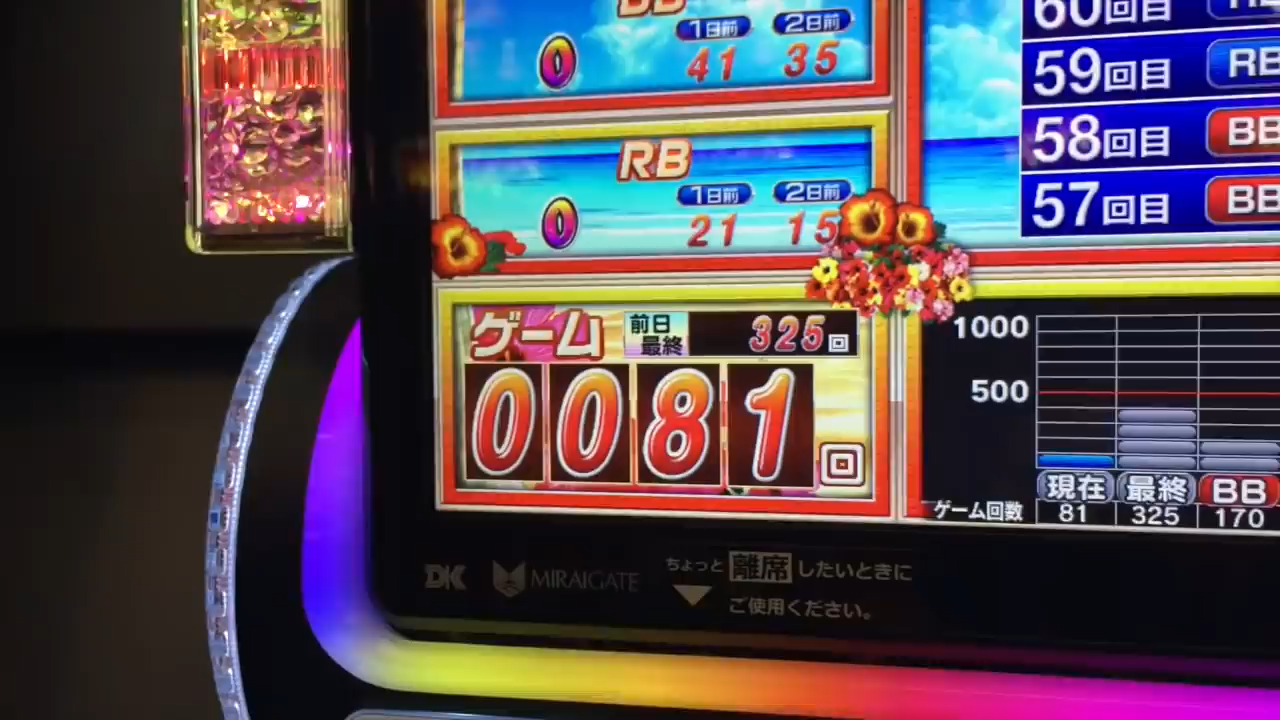 BB
1日前 2日前
0 41 35
RB
1日前 2日前
0 21 15
ゲーム 前日最終 325回
0081回
60回目
59回目 RB
58回目 BB
57回目 BB
1000
500
現在 最終 BB
ゲーム回数 81 325 170
DK MIRAIGATE
ちょっと離席したいときに
ご使用ください。